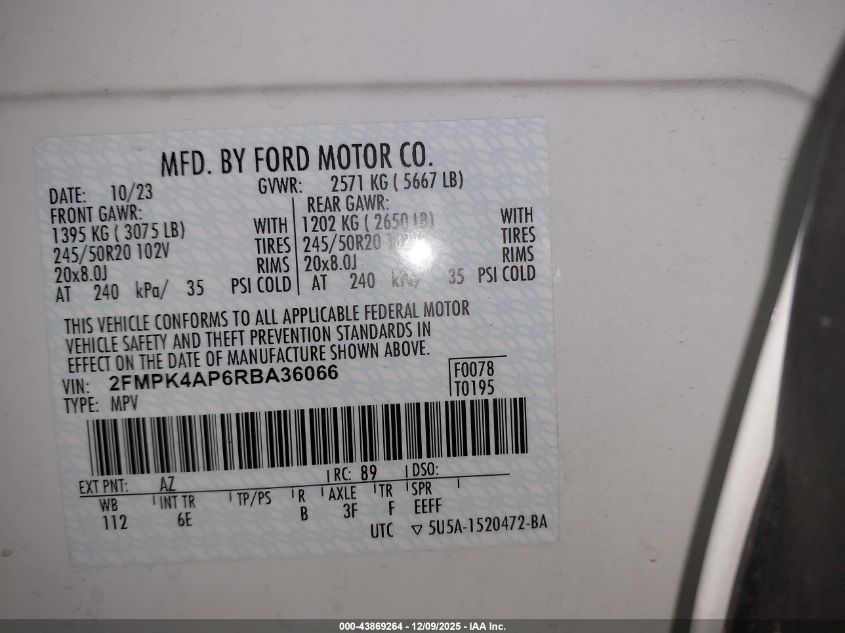 MFD. BY FORD MOTOR CO.
DATE: 10/23 GVWR: 2571 KG ( 5667 LB)
FRONT GAWR: REAR GAWR:
1395 KG ( 3075 LB) WITH 1202 KG ( 2650 LB) WITH
245/50R20 102V TIRES 245/50R20 TIRES
20x8.0J RIMS 20x8.0J RIMS
AT 240 kPa/ 35 PSI COLD AT 240 kPa/ 35 PSI COLD
THIS VEHICLE CONFORMS TO ALL APPLICABLE FEDERAL MOTOR
VEHICLE SAFETY AND THEFT PREVENTION STANDARDS IN
EFFECT ON THE DATE OF MANUFACTURE SHOWN ABOVE.
VIN: 2FMPK4AP6RBA36066 F0078
TYPE: MPV T0195
EXT PNT: AZ RC: 89 DSO:
WB INT TR TP/PS R AXLE TR SPR
112 6E B 3F F EEFF
UTC ▽ 5U5A-1520472-BA
000-43869264 - 12/09/2025 - IAA Inc.